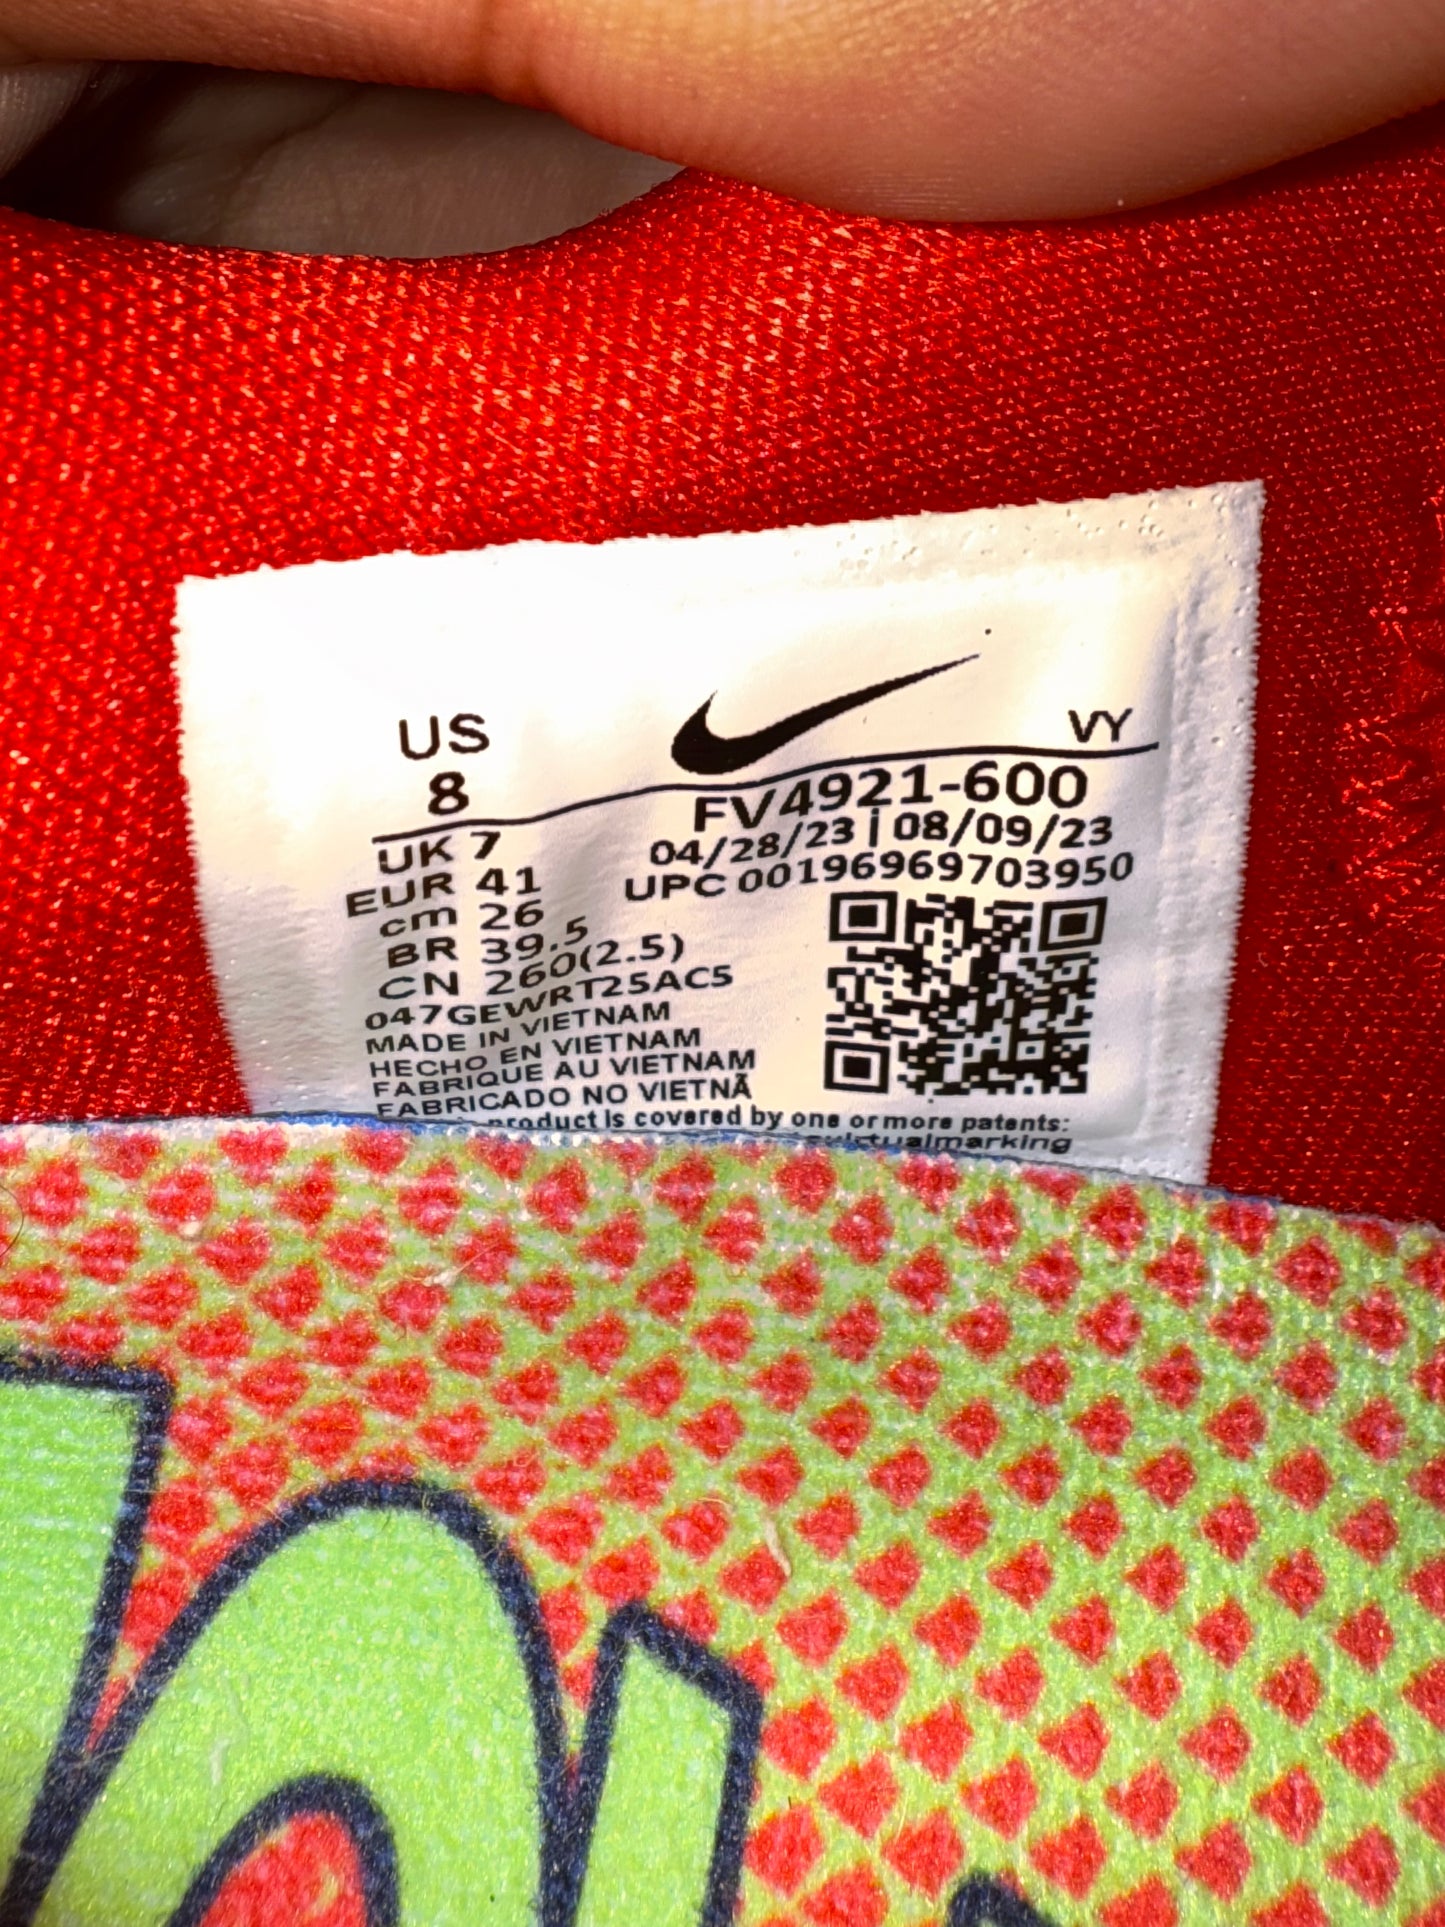 US
8
VY
FV4921-600
04/28/23 | 08/09/23
UPC 00196969703950
UK 7
EUR 41
cm 26
BR 39.5
CN 260(2.5)
047GEWRT25AC5
MADE IN VIETNAM
HECHO EN VIETNAM
FABRIQUE AU VIETNAM
FABRICADO NO VIETNÃ
product is covered by one or more patents: